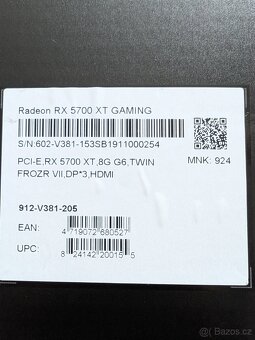 Radeon RX 5700 XT GAMING
S/N:602-V381-153SB1911000254
PCI-E,RX 5700 XT,8G G6,TWIN
FROZR VII,DP*3,HDMI
MNK: 924
912-V381-205
EAN:
4 719072 680527
UPC:
8 24142 20015 5
sbazar.cz